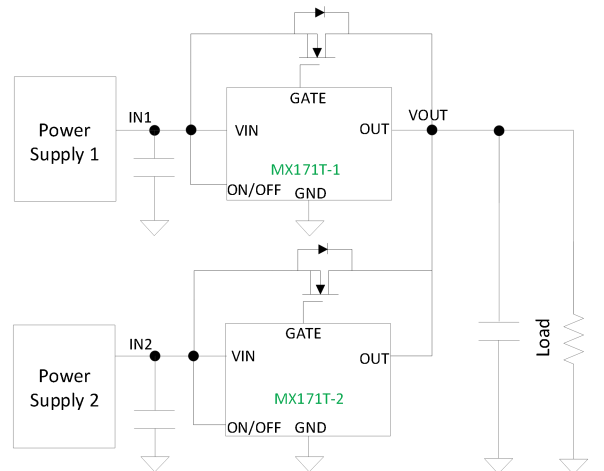 GATE
IN1
VOUT
Power
Supply 1
VIN
OUT
MX171T-1
ON/OFF
GND
GATE
IN2
VIN
OUT
Power
Supply 2
MX171T-2
ON/OFF
GND
Load